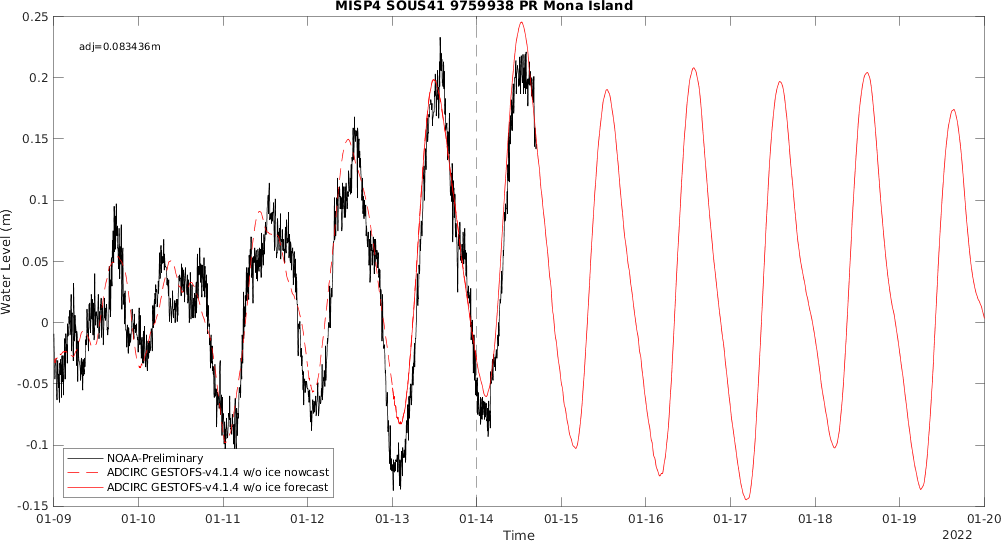 MISP4 SOUS41 9759938 PR Mona Island
adj=0.083436m
0.25
0.2
0.15
0.1
0.05
0
-0.05
-0.1
-0.15
Water Level (m)
NOAA-Preliminary
ADCIRC GESTOFS-v4.1.4 w/o ice nowcast
ADCIRC GESTOFS-v4.1.4 w/o ice forecast
01-09 01-10 01-11 01-12 01-13 01-14 01-15 01-16 01-17 01-18 01-19 01-20
Time
2022